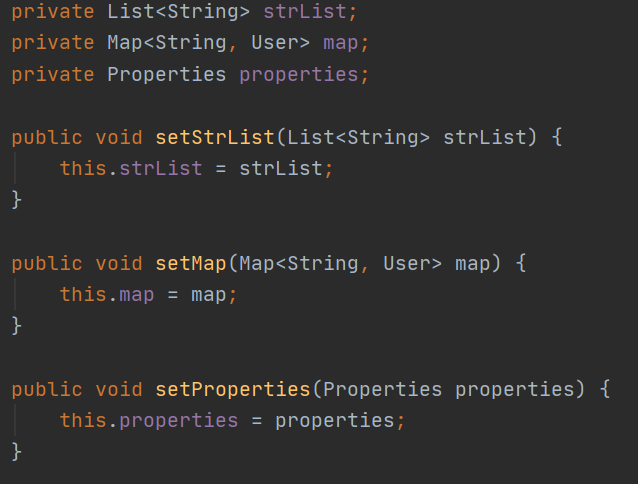 private List<String> strList;
private Map<String, User> map;
private Properties properties;
public void setStrList(List<String> strList) {
this.strList = strList;
}
public void setMap(Map<String, User> map) {
this.map = map;
}
public void setProperties(Properties properties) {
this.properties = properties;
}